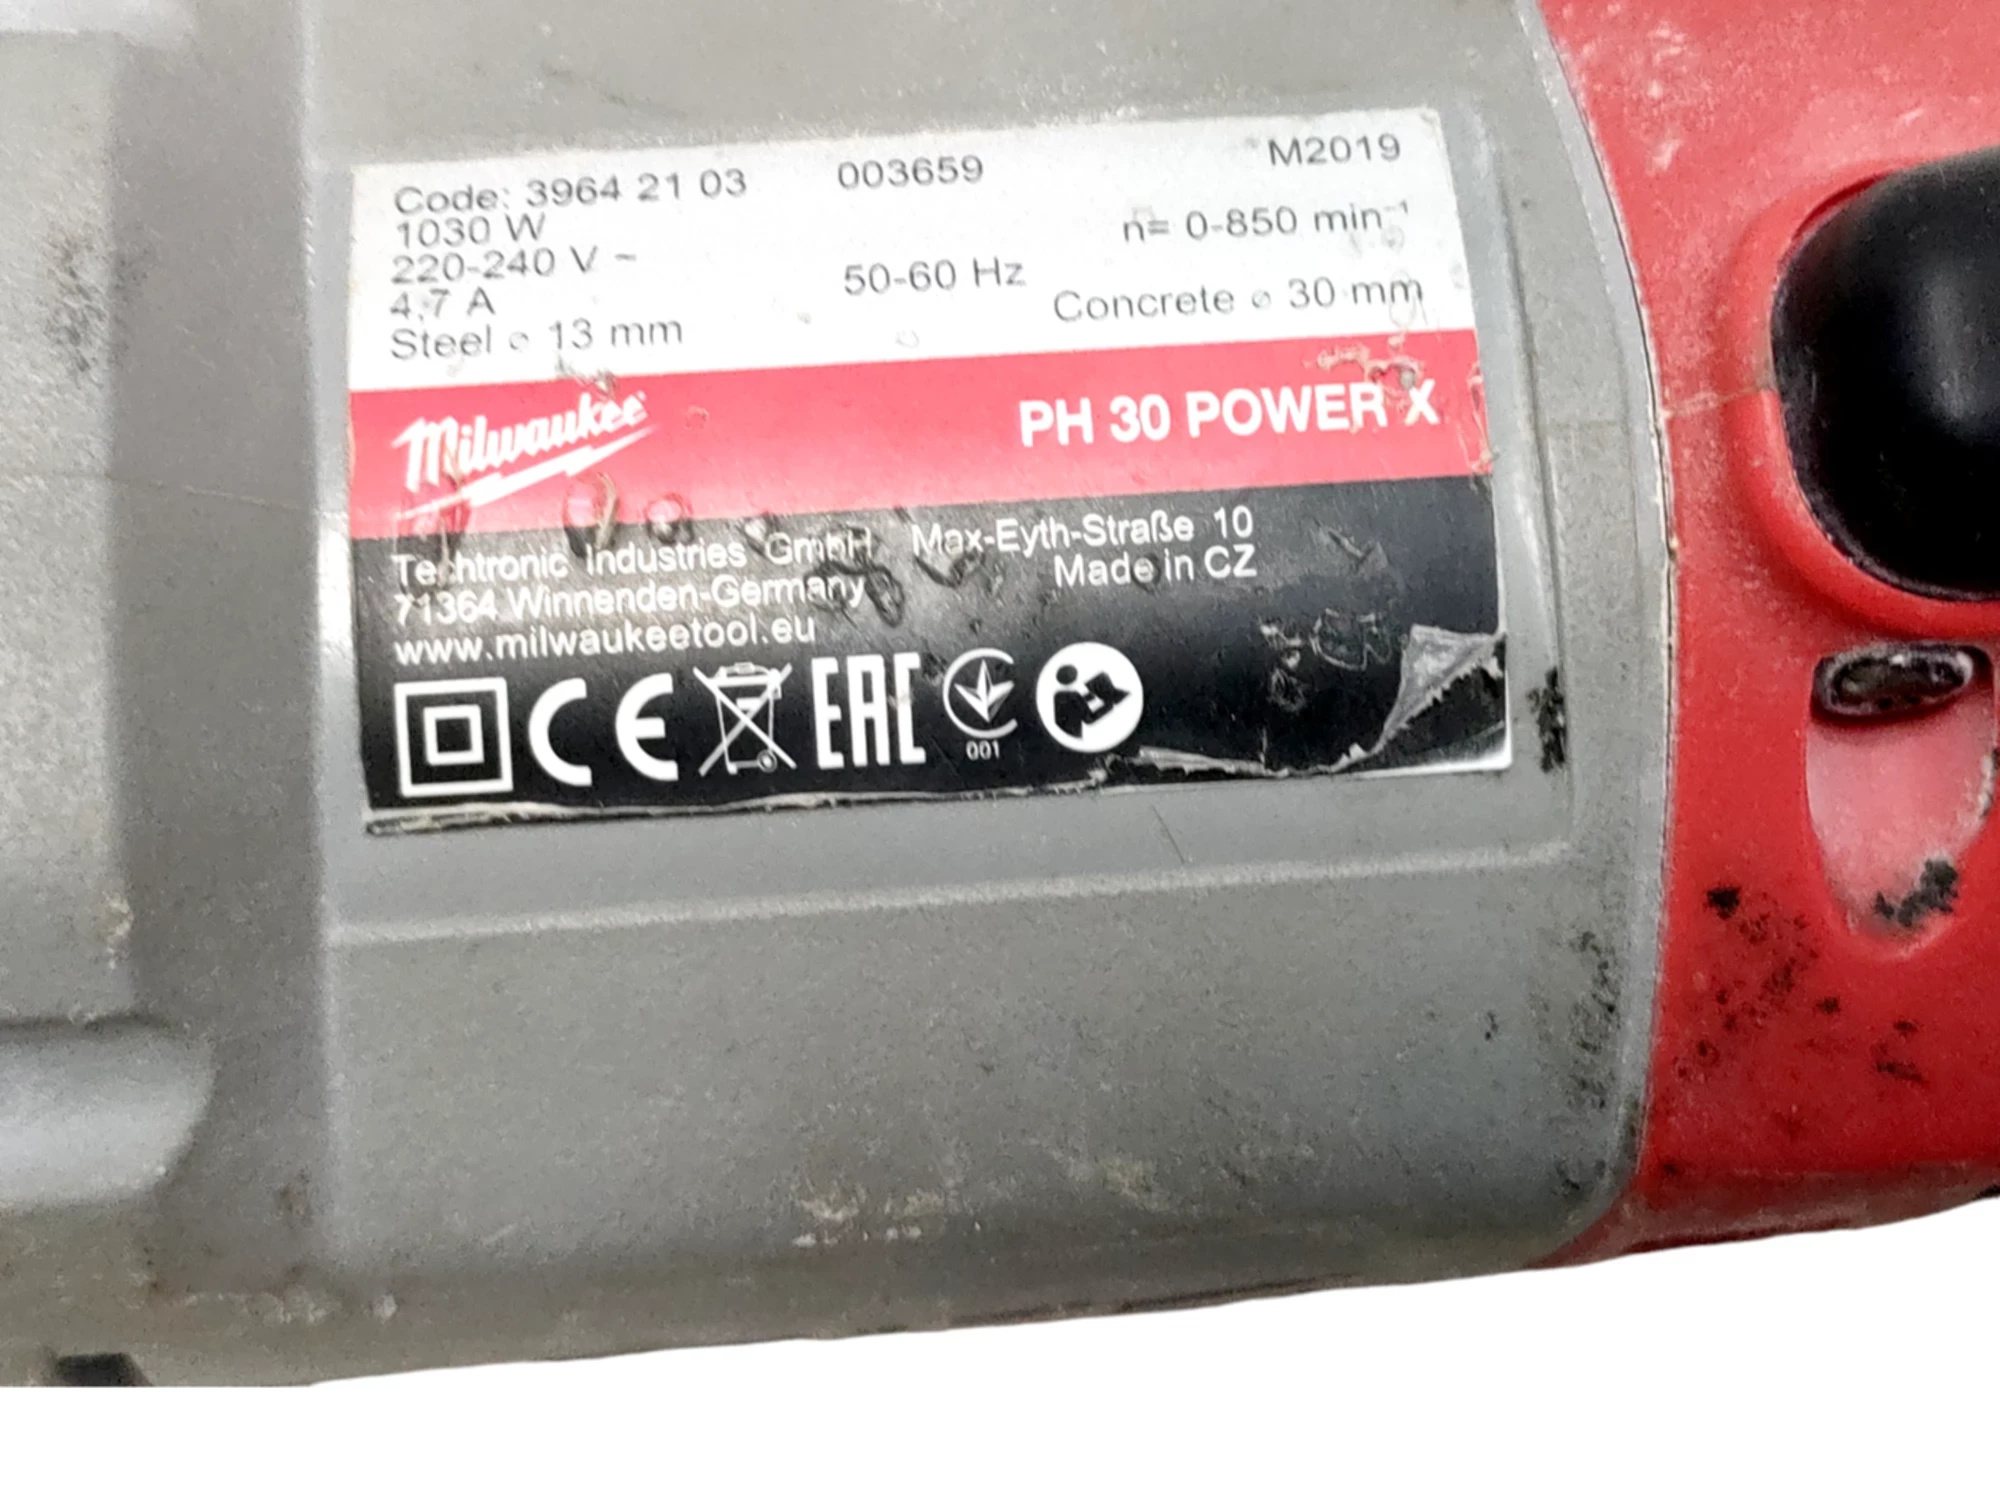 Code: 3964 21 03 003659 M2019
1030 W n= 0-850 min⁻¹
220-240 V ~ 50-60 Hz
4,7 A Concrete ⌀ 30 mm
Steel ⌀ 13 mm
Milwaukee PH 30 POWER X
Techtronic Industries GmbH Max-Eyth-Straße 10
71364 Winnenden-Germany Made in CZ
www.milwaukeetool.eu
CE EAC
001